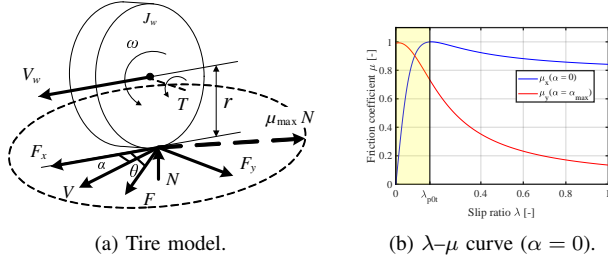 J_w
ω
V_w
T
r
μ_max N
F_x
α
θ
V
F
N
F_y
(a) Tire model.
Friction coefficient μ [-]
1
0.8
0.6
0.4
0.2
0
μ_x(α = 0)
μ_y(α = α_max)
0 λ_p0t 0.4 0.6 0.8 1
Slip ratio λ [-]
(b) λ–μ curve (α = 0).